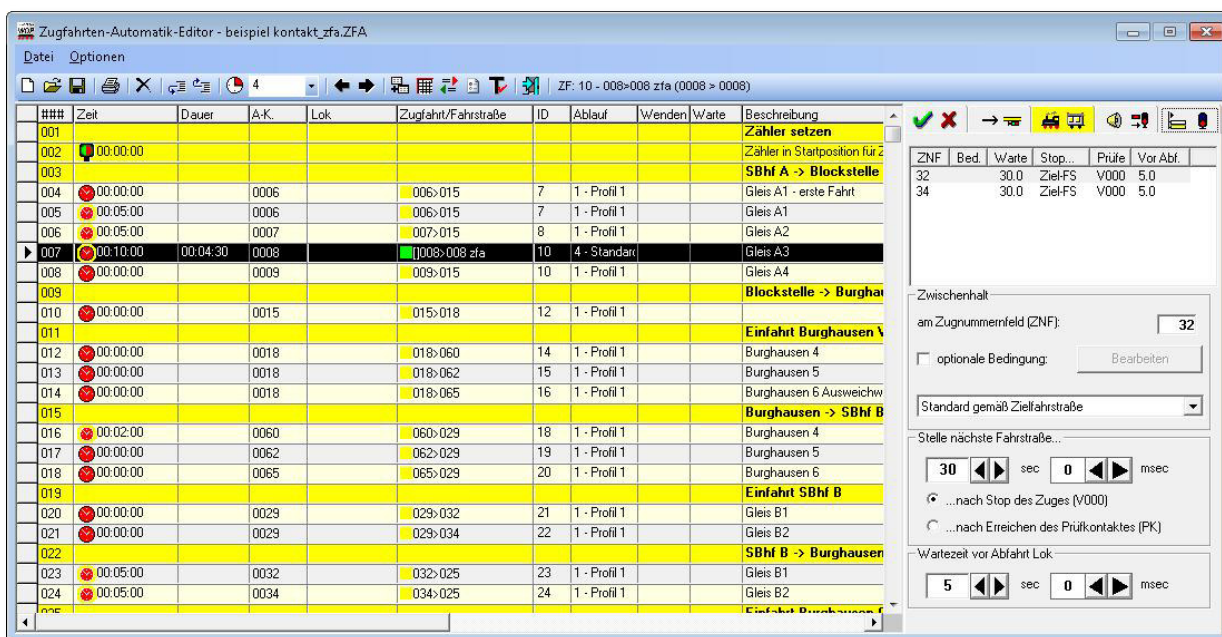 Zugfahrten-Automatik-Editor - beispiel kontakt_zfa.ZFA
Datei Optionen
4 ZF: 10 - 008>008 zfa (0008 > 0008)
### Zeit Dauer A-K. Lok Zugfahrt/Fahrstraße ID Ablauf Wenden Warte Beschreibung
001 Zähler setzen
002 00:00:00 Zähler in Startposition für Z
003 SBhf A -> Blockstelle
004 00:00:00 0006 006>015 7 1 - Profil 1 Gleis A1 - erste Fahrt
005 00:05:00 0006 006>015 7 1 - Profil 1 Gleis A1
006 00:05:00 0007 007>015 8 1 - Profil 1 Gleis A2
007 00:10:00 00:04:30 0008 []008>008 zfa 10 4 - Standard Gleis A3
008 00:00:00 0009 009>015 10 1 - Profil 1 Gleis A4
009 Blockstelle -> Burghau
010 00:00:00 0015 015>018 12 1 - Profil 1
011 Einfahrt Burghausen V
012 00:00:00 0018 018>060 14 1 - Profil 1 Burghausen 4
013 00:00:00 0018 018>062 15 1 - Profil 1 Burghausen 5
014 00:00:00 0018 018>065 16 1 - Profil 1 Burghausen 6 Ausweichw
015 Burghausen -> SBhf B
016 00:02:00 0060 060>029 18 1 - Profil 1 Burghausen 4
017 00:00:00 0062 062>029 19 1 - Profil 1 Burghausen 5
018 00:00:00 0065 065>029 20 1 - Profil 1 Burghausen 6
019 Einfahrt SBhf B
020 00:00:00 0029 029>032 21 1 - Profil 1 Gleis B1
021 00:00:00 0029 029>034 22 1 - Profil 1 Gleis B2
022 SBhf B -> Burghausen
023 00:05:00 0032 032>025 23 1 - Profil 1 Gleis B1
024 00:05:00 0034 034>025 24 1 - Profil 1 Gleis B2
ZNF Bed. Warte Stop... Prüfe Vor Abf.
32 30.0 Ziel-FS V000 5.0
34 30.0 Ziel-FS V000 5.0
Zwischenhalt
am Zugnummernfeld (ZNF): 32
optionale Bedingung: Bearbeiten
Standard gemäß Zielfahrstraße
Stelle nächste Fahrstraße...
30 sec 0 msec
...nach Stop des Zuges (V000)
...nach Erreichen des Prüfkontaktes (PK)
Wartezeit vor Abfahrt Lok
5 sec 0 msec